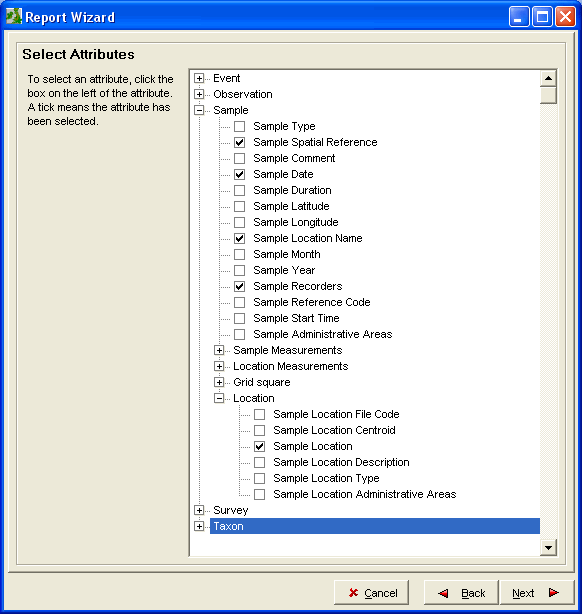 Report Wizard
Select Attributes
To select an attribute, click the
box on the left of the attribute.
A tick means the attribute has
been selected.
Event
Observation
Sample
Sample Type
Sample Spatial Reference
Sample Comment
Sample Date
Sample Duration
Sample Latitude
Sample Longitude
Sample Location Name
Sample Month
Sample Year
Sample Recorders
Sample Reference Code
Sample Start Time
Sample Administrative Areas
Sample Measurements
Location Measurements
Grid square
Location
Sample Location File Code
Sample Location Centroid
Sample Location
Sample Location Description
Sample Location Type
Sample Location Administrative Areas
Survey
Taxon
Cancel
Back
Next